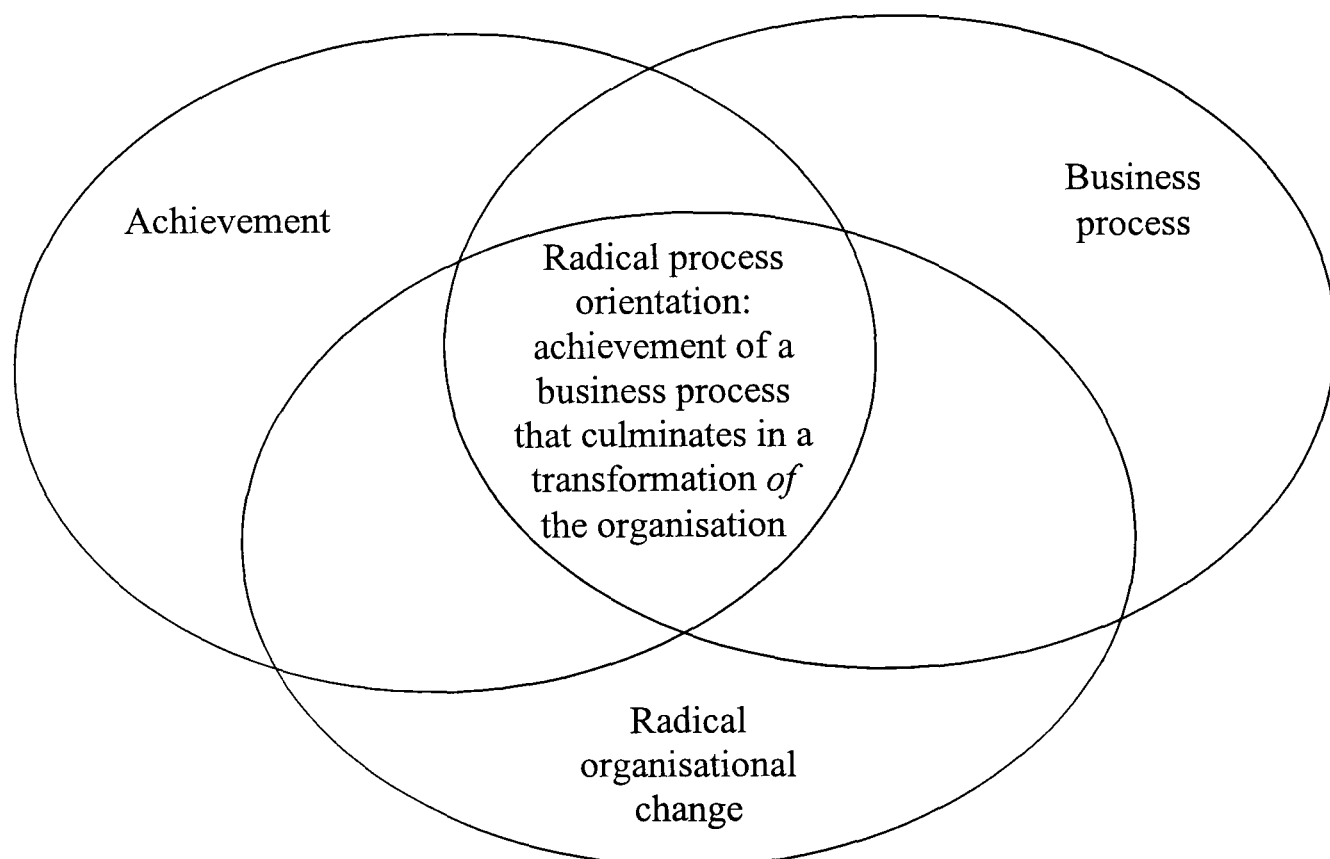 Achievement
Business
process
Radical process
orientation:
achievement of a
business process
that culminates in a
transformation of
the organisation
Radical
organisational
change